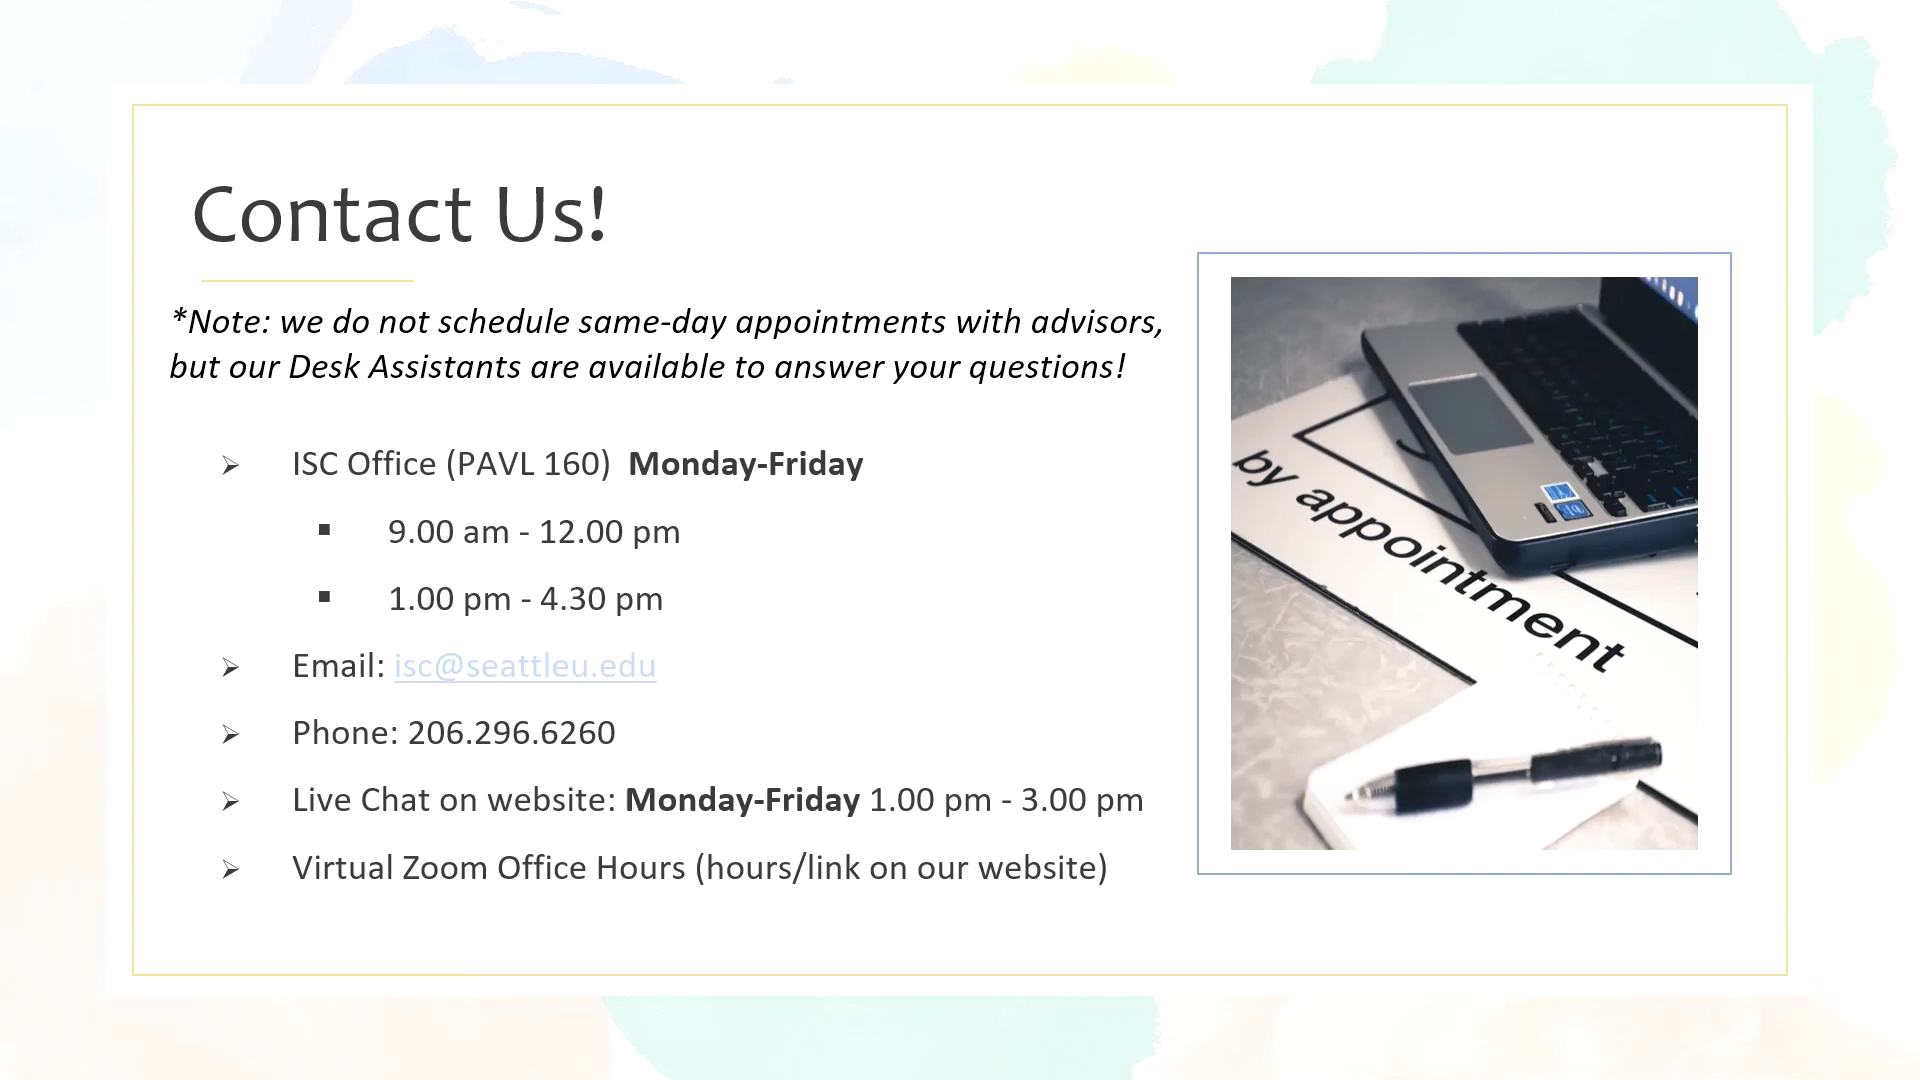 Contact Us!
*Note: we do not schedule same-day appointments with advisors,
but our Desk Assistants are available to answer your questions!
ISC Office (PAVL 160)  Monday-Friday
9.00 am - 12.00 pm
1.00 pm - 4.30 pm
Email: isc@seattleu.edu
Phone: 206.296.6260
Live Chat on website: Monday-Friday 1.00 pm - 3.00 pm
Virtual Zoom Office Hours (hours/link on our website)
by appointment